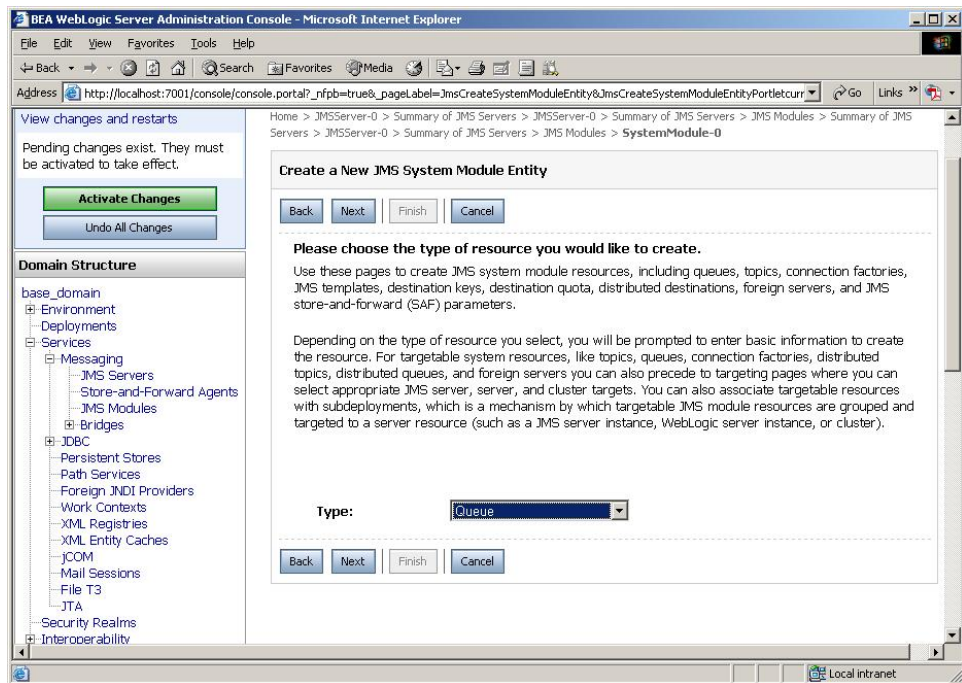 BEA WebLogic Server Administration Console - Microsoft Internet Explorer
File Edit View Favorites Tools Help
Back Search Favorites Media
Address http://localhost:7001/console/console.portal?_nfpb=true&_pageLabel=JmsCreateSystemModuleEntity&JmsCreateSystemModuleEntityPortletcurr Go Links »
View changes and restarts
Pending changes exist. They must
be activated to take effect.
Activate Changes
Undo All Changes
Domain Structure
base_domain
Environment
Deployments
Services
Messaging
JMS Servers
Store-and-Forward Agents
JMS Modules
Bridges
JDBC
Persistent Stores
Path Services
Foreign JNDI Providers
Work Contexts
XML Registries
XML Entity Caches
jCOM
Mail Sessions
File T3
JTA
Security Realms
Interoperability
Home > JMSServer-0 > Summary of JMS Servers > JMSServer-0 > Summary of JMS Servers > JMS Modules > Summary of JMS
Servers > JMSServer-0 > Summary of JMS Servers > JMS Modules > SystemModule-0
Create a New JMS System Module Entity
Back Next Finish Cancel
Please choose the type of resource you would like to create.
Use these pages to create JMS system module resources, including queues, topics, connection factories,
JMS templates, destination keys, destination quota, distributed destinations, foreign servers, and JMS
store-and-forward (SAF) parameters.
Depending on the type of resource you select, you will be prompted to enter basic information to create
the resource. For targetable system resources, like topics, queues, connection factories, distributed
topics, distributed queues, and foreign servers you can also precede to targeting pages where you can
select appropriate JMS server, server, and cluster targets. You can also associate targetable resources
with subdeployments, which is a mechanism by which targetable JMS module resources are grouped and
targeted to a server resource (such as a JMS server instance, WebLogic server instance, or cluster).
Type: Queue
Back Next Finish Cancel
Local intranet